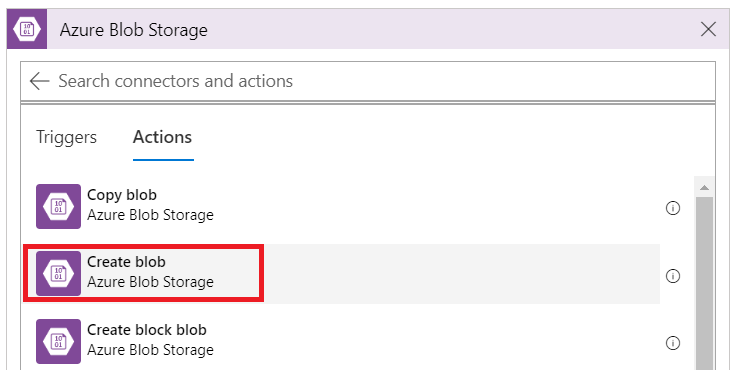 Azure Blob Storage
Search connectors and actions
Triggers Actions
Copy blob
Azure Blob Storage
Create blob
Azure Blob Storage
Create block blob
Azure Blob Storage